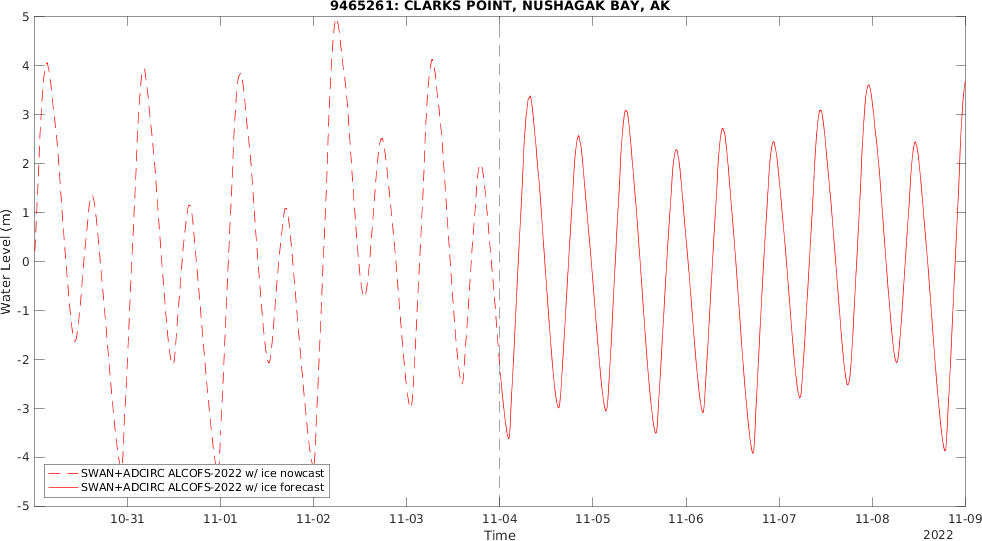 9465261: CLARKS POINT, NUSHAGAK BAY, AK
5
4
3
2
1
0
-1
-2
-3
-4
-5
Water Level (m)
SWAN+ADCIRC ALCOFS-2022 w/ ice nowcast
SWAN+ADCIRC ALCOFS-2022 w/ ice forecast
10-31 11-01 11-02 11-03 11-04 11-05 11-06 11-07 11-08 11-09
Time
2022